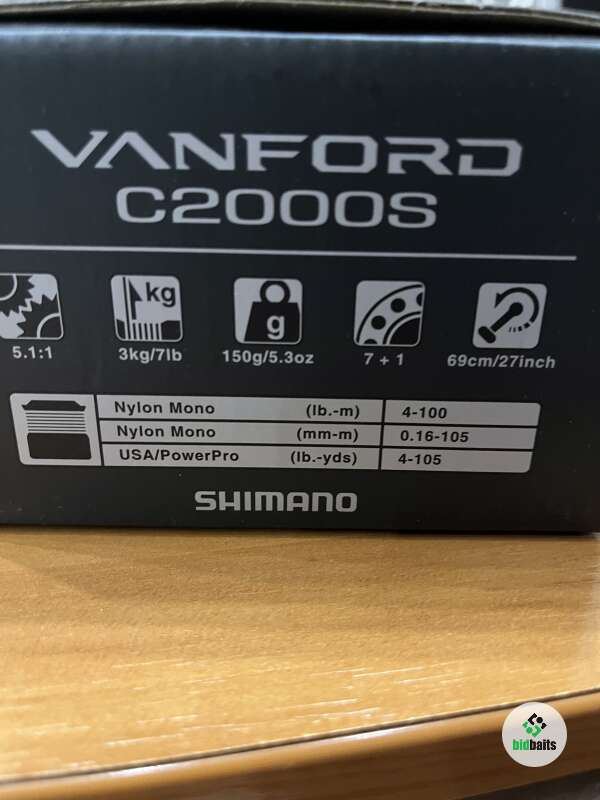 VANFORD
C2000S
kg
g
5.1:1 3kg/7lb 150g/5.3oz 7 + 1 69cm/27inch
Nylon Mono (lb.-m) 4-100
Nylon Mono (mm-m) 0.16-105
USA/PowerPro (lb.-yds) 4-105
SHIMANO
bidbaits